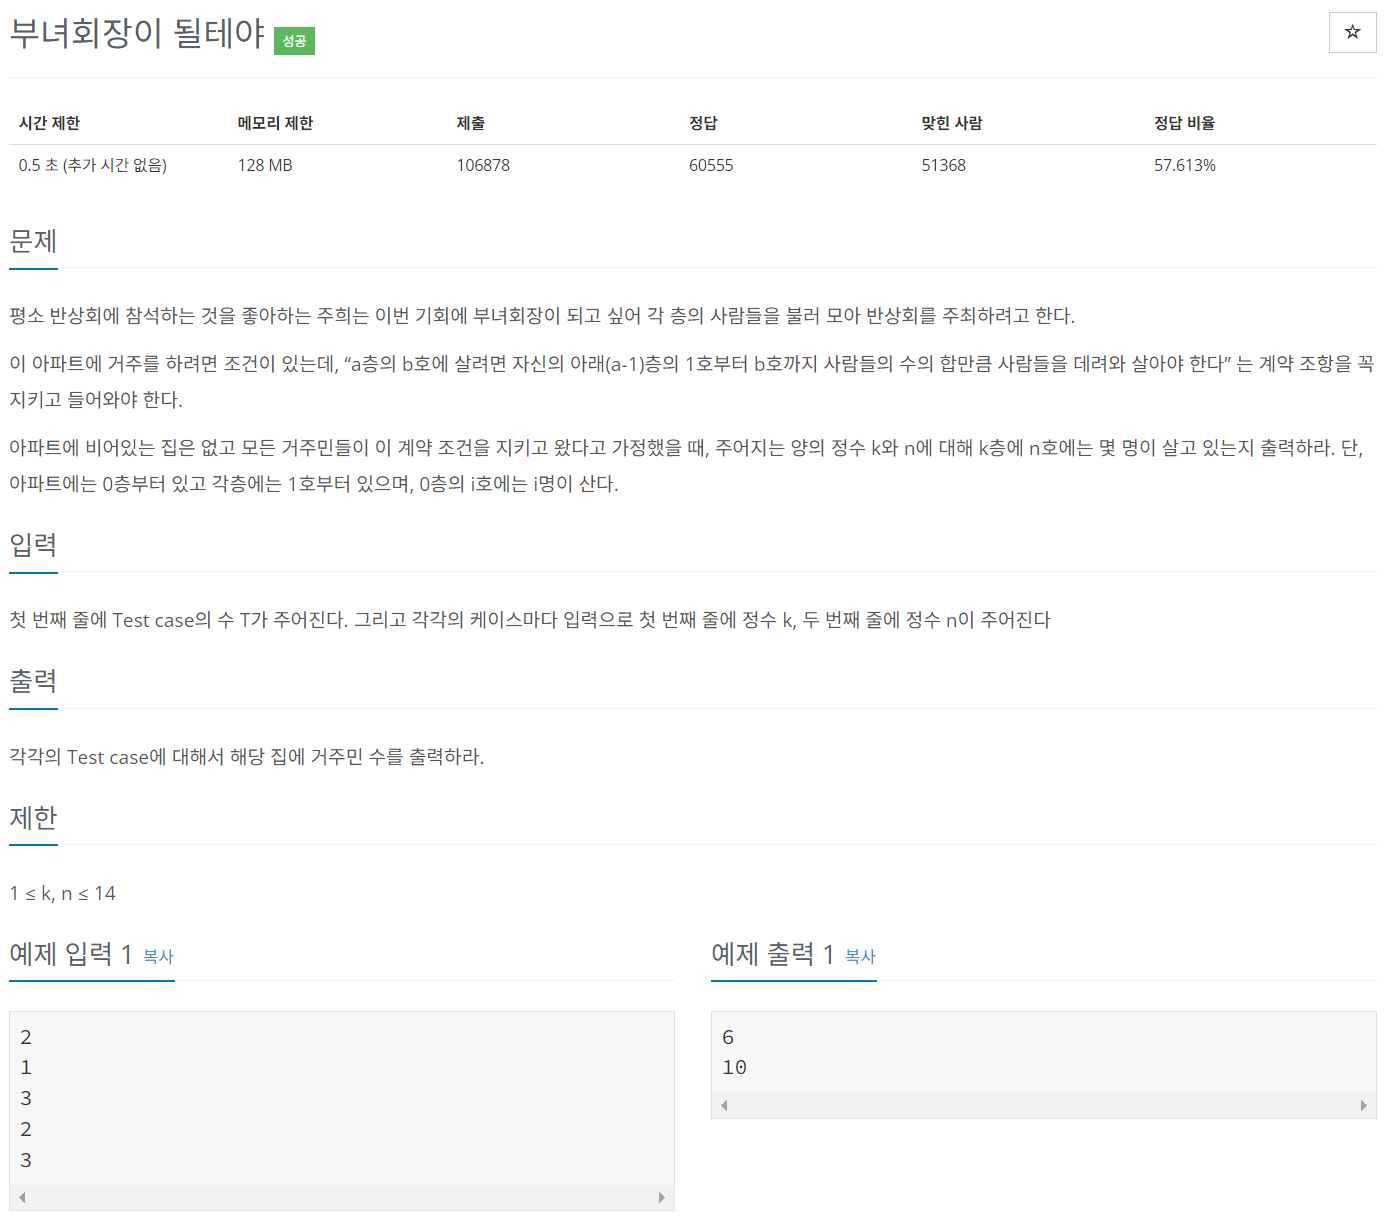 부녀회장이 될테야 성공
☆
시간 제한 메모리 제한 제출 정답 맞힌 사람 정답 비율
0.5 초 (추가 시간 없음) 128 MB 106878 60555 51368 57.613%
문제
평소 반상회에 참석하는 것을 좋아하는 주희는 이번 기회에 부녀회장이 되고 싶어 각 층의 사람들을 불러 모아 반상회를 주최하려고 한다.
이 아파트에 거주를 하려면 조건이 있는데, “a층의 b호에 살려면 자신의 아래(a-1)층의 1호부터 b호까지 사람들의 수의 합만큼 사람들을 데려와 살아야 한다” 는 계약 조항을 꼭
지키고 들어와야 한다.
아파트에 비어있는 집은 없고 모든 거주민들이 이 계약 조건을 지키고 왔다고 가정했을 때, 주어지는 양의 정수 k와 n에 대해 k층에 n호에는 몇 명이 살고 있는지 출력하라. 단,
아파트에는 0층부터 있고 각층에는 1호부터 있으며, 0층의 i호에는 i명이 산다.
입력
첫 번째 줄에 Test case의 수 T가 주어진다. 그리고 각각의 케이스마다 입력으로 첫 번째 줄에 정수 k, 두 번째 줄에 정수 n이 주어진다
출력
각각의 Test case에 대해서 해당 집에 거주민 수를 출력하라.
제한
1 ≤ k, n ≤ 14
예제 입력 1 복사
2
1
3
2
3
예제 출력 1 복사
6
10